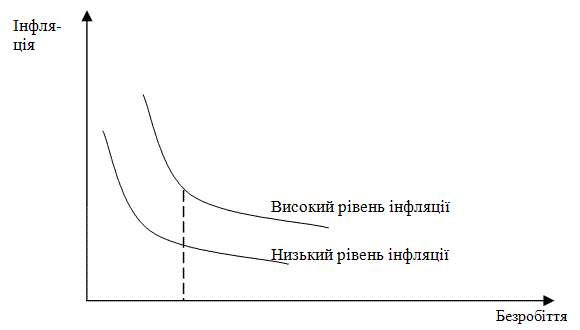 Інфля-
ція
Високий рівень інфляції
Низький рівень інфляції
Безробіття